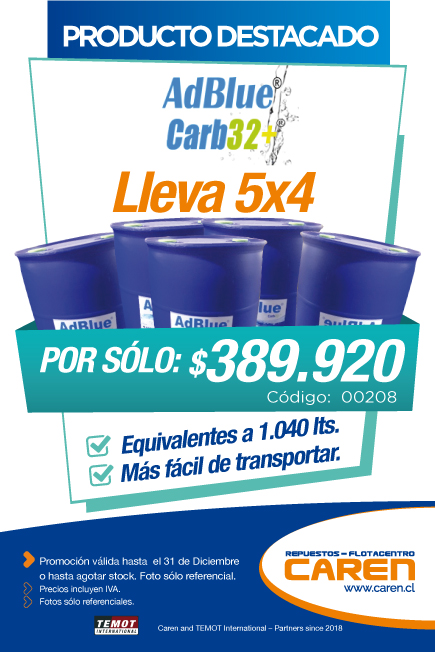 PRODUCTO DESTACADO
AdBlue®
Carb32+®
Lleva 5x4
AdBlue
AdBlue
AdBlue
lue
AdBlue
POR SÓLO: $389.920
Código: 00208
Equivalentes a 1.040 lts.
Más fácil de transportar.
Promoción válida hasta el 31 de Diciembre
o hasta agotar stock. Foto sólo referencial.
Precios incluyen IVA.
Fotos sólo referenciales.
REPUESTOS – FLOTACENTRO
CAREN
www.caren.cl
TEMOT
INTERNATIONAL
Caren and TEMOT International – Partners since 2018